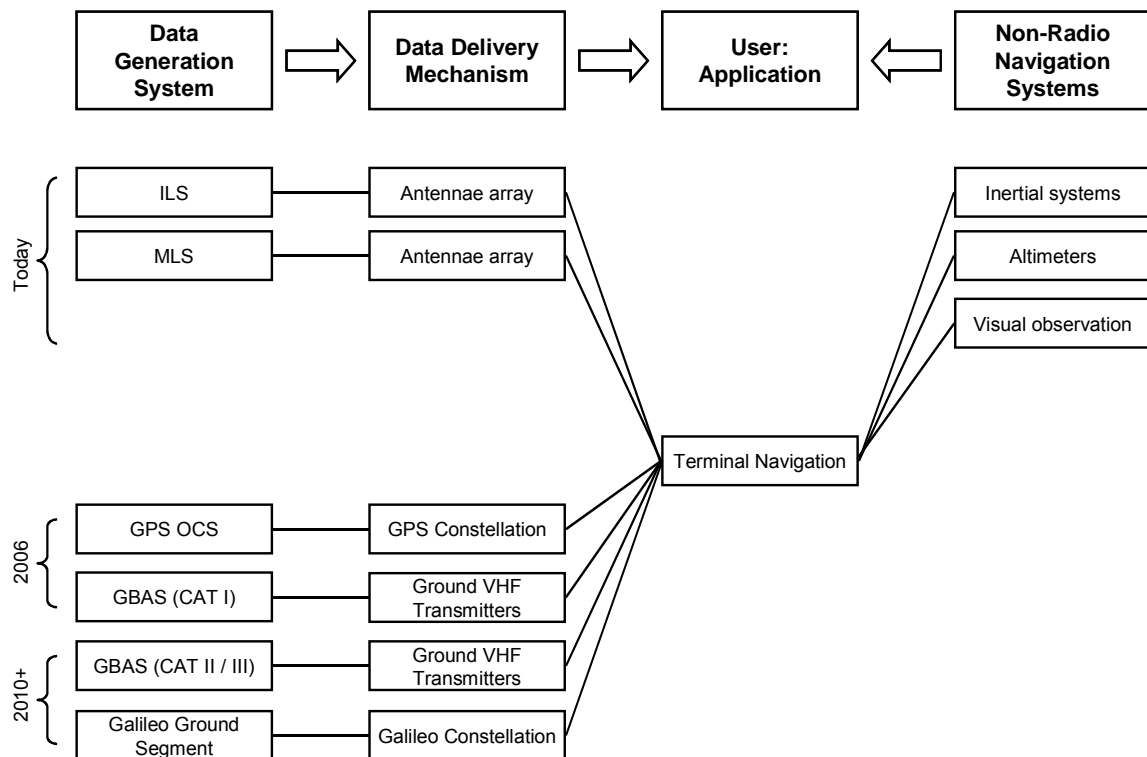 Data
Generation
System
Data Delivery
Mechanism
User:
Application
Non-Radio
Navigation
Systems
Today
ILS
Antennae array
Inertial systems
MLS
Antennae array
Altimeters
Visual observation
Terminal Navigation
2006
GPS OCS
GPS Constellation
GBAS (CAT I)
Ground VHF
Transmitters
2010+
GBAS (CAT II / III)
Ground VHF
Transmitters
Galileo Ground
Segment
Galileo Constellation